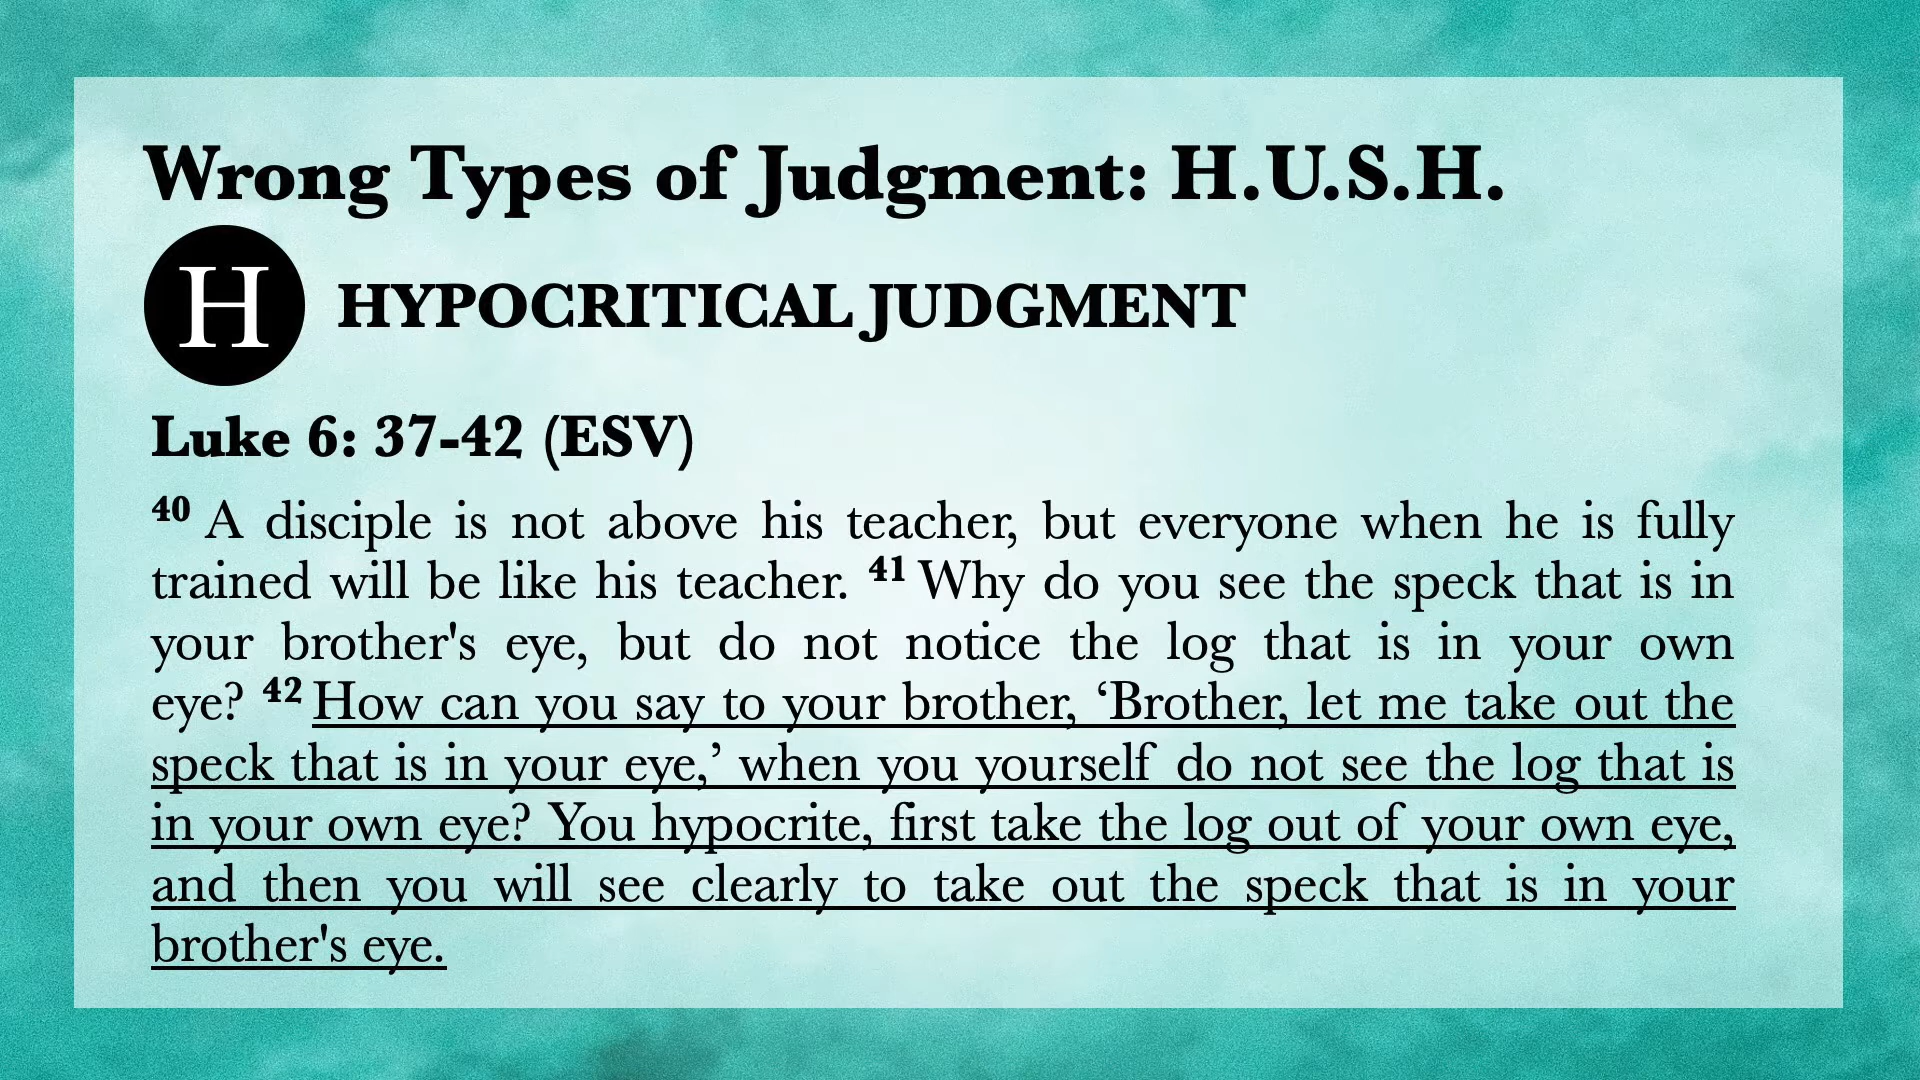 Wrong Types of Judgment: H.U.S.H.
H HYPOCRITICAL JUDGMENT
Luke 6: 37-42 (ESV)
40 A disciple is not above his teacher, but everyone when he is fully
trained will be like his teacher. 41 Why do you see the speck that is in
your brother's eye, but do not notice the log that is in your own
eye? 42 How can you say to your brother, ‘Brother, let me take out the
speck that is in your eye,’ when you yourself do not see the log that is
in your own eye? You hypocrite, first take the log out of your own eye,
and then you will see clearly to take out the speck that is in your
brother's eye.